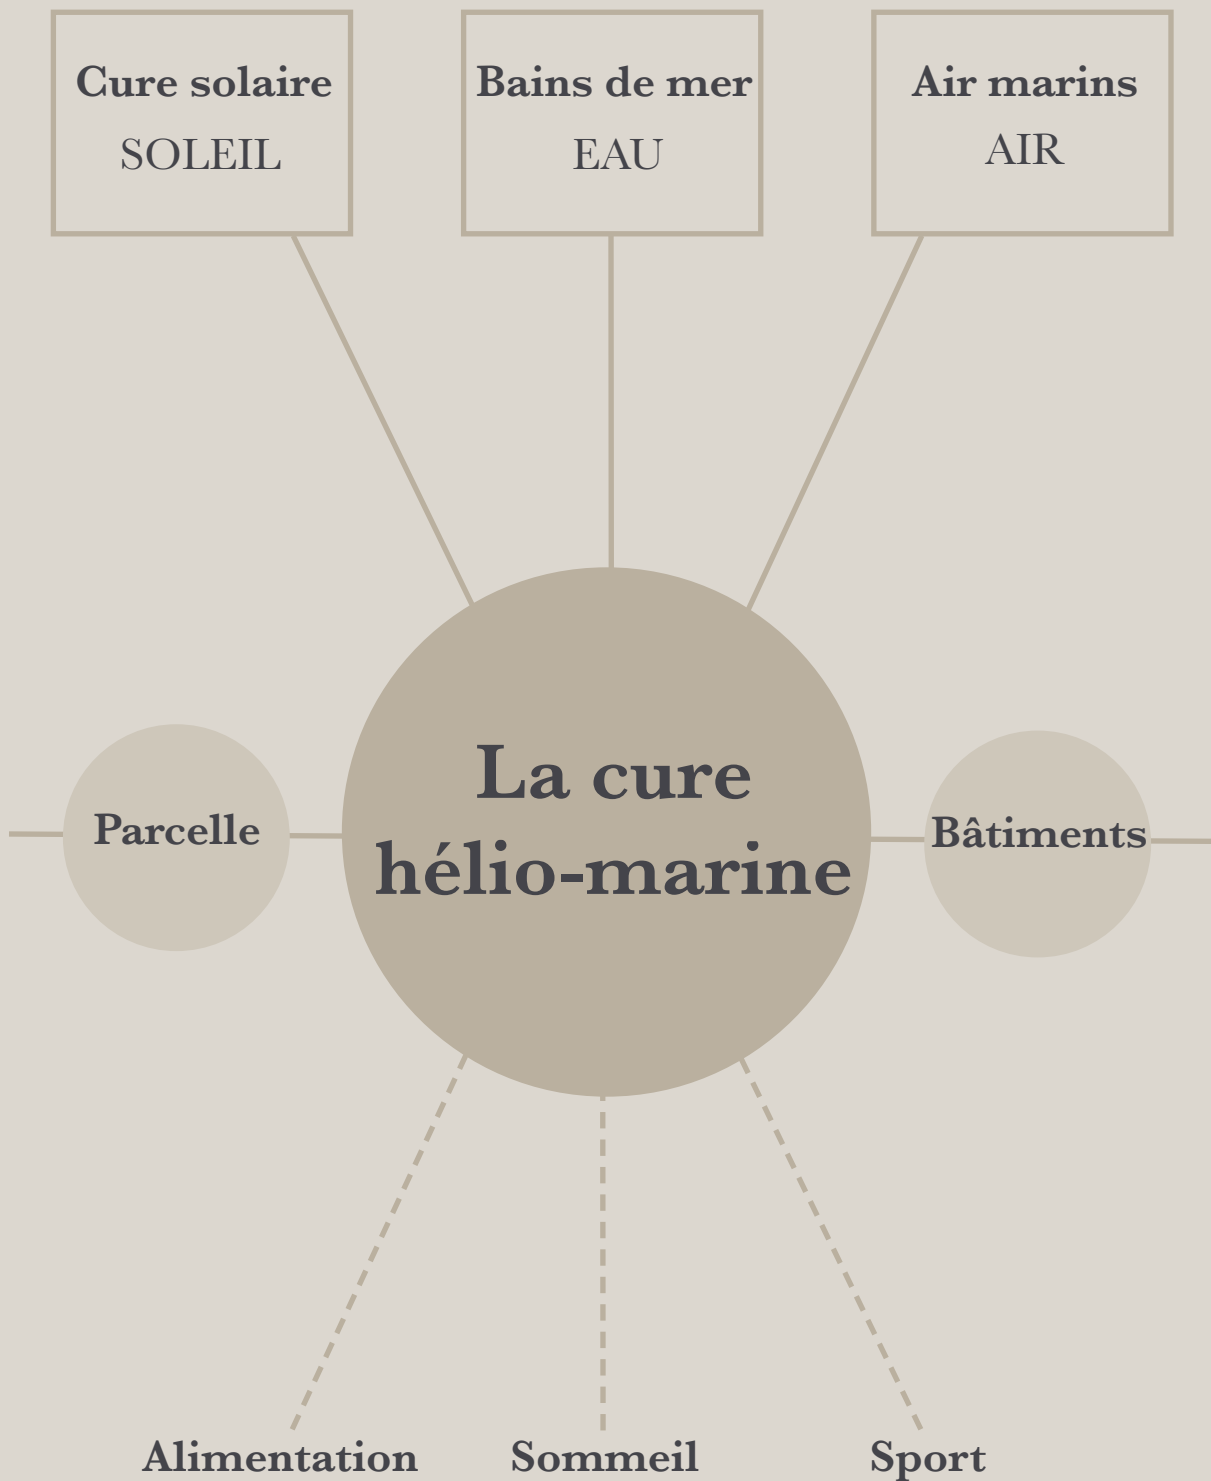 Cure solaire
SOLEIL
Bains de mer
EAU
Air marins
AIR
Parcelle
La cure
hélio-marine
Bâtiments
Alimentation
Sommeil
Sport